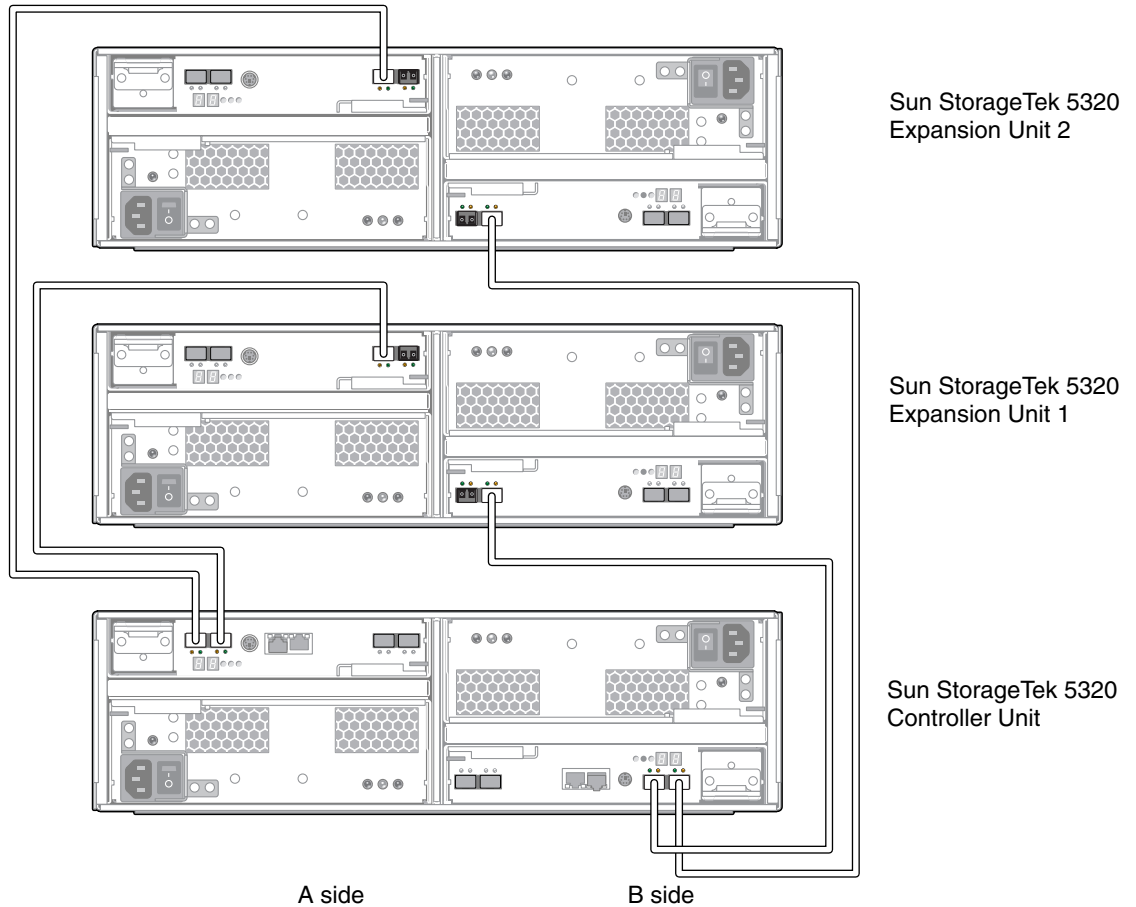 Sun StorageTek 5320
Expansion Unit 2
Sun StorageTek 5320
Expansion Unit 1
Sun StorageTek 5320
Controller Unit
A side
B side